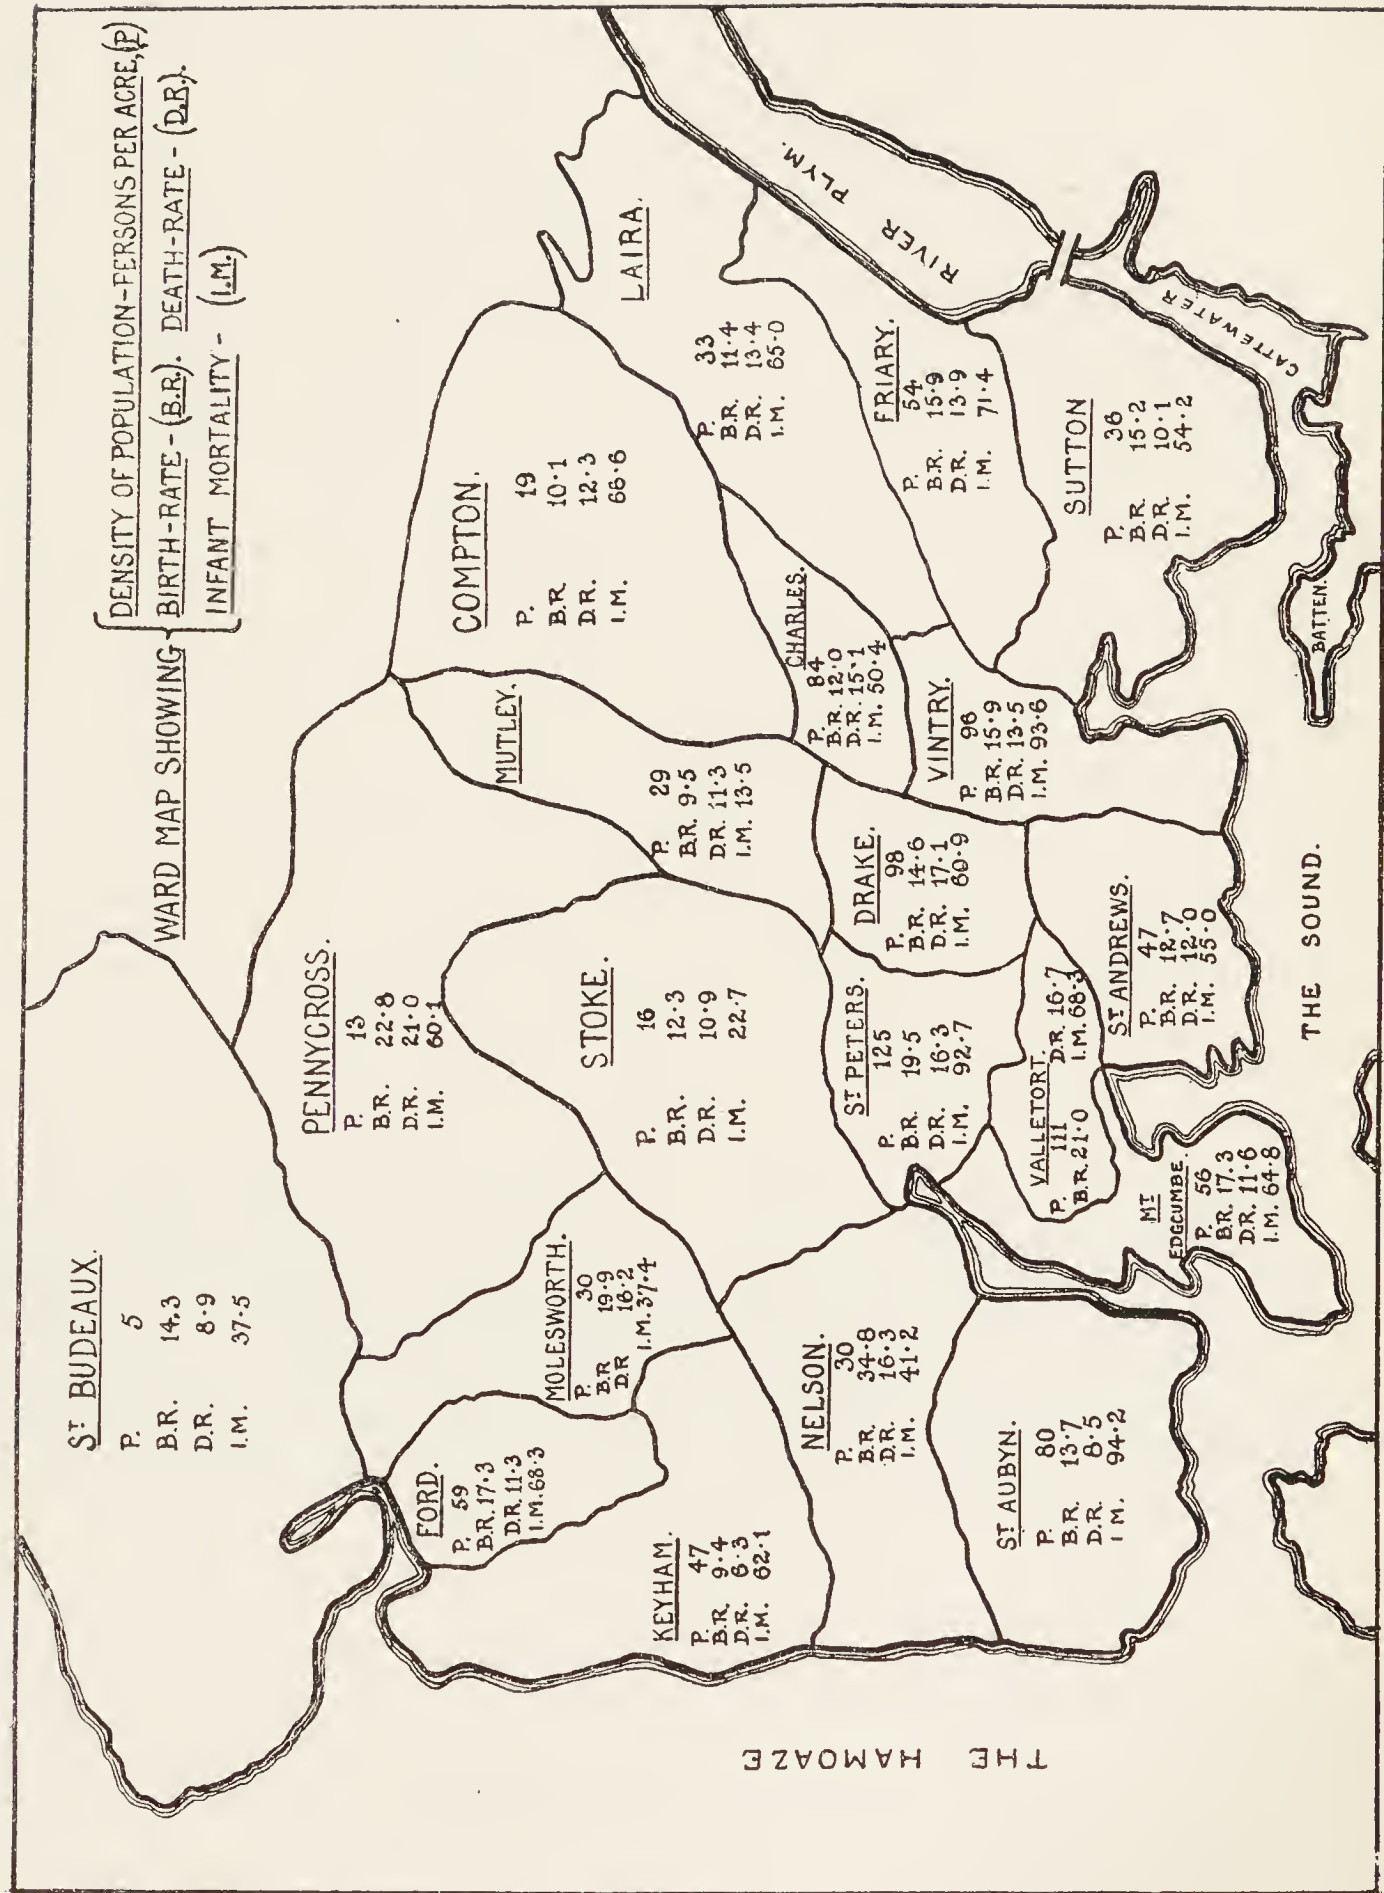 WARD MAP SHOWING
DENSITY OF POPULATION-PERSONS PER ACRE, (P)
BIRTH-RATE - (B.R.). DEATH-RATE - (D.R.).
INFANT MORTALITY - (I.M.)
ST BUDEAUX.
P. 5
B.R. 14.3
D.R. 8.9
I.M. 37.5
PENNYCROSS.
P. 13
B.R. 22.8
D.R. 21.0
I.M. 60.1
COMPTON.
P. 19
B.R 10.1
D.R. 12.3
I.M. 66.6
MUTLEY.
P. 29
B.R. 9.5
D.R. 11.3
I.M. 13.5
LAIRA.
P. 33
B.R. 11.4
D.R. 13.4
I.M. 65.0
FORD.
P. 59
B.R. 17.3
D.R. 11.3
I.M. 68.3
MOLESWORTH.
P. 30
B.R 19.9
D.R 16.2
I.M. 37.4
STOKE.
P. 16
B.R. 12.3
D.R. 10.9
I.M. 22.7
CHARLES.
P. 84
B.R. 12.0
D.R. 15.1
I.M. 50.4
FRIARY.
P. 54
B.R. 15.9
D.R. 13.9
I.M. 71.4
KEYHAM.
P. 47
B.R. 9.4
D.R. 6.3
I.M. 62.1
NELSON.
P. 30
B.R. 34.8
D.R. 16.3
I.M. 41.2
ST PETERS.
P. 125
B.R. 19.5
D.R. 16.3
I.M. 92.7
DRAKE.
P. 98
B.R. 14.6
D.R. 17.1
I.M. 60.9
VINTRY.
P. 96
B.R. 15.9
D.R. 13.5
I.M. 93.6
SUTTON
P. 36
B.R. 15.2
D.R. 10.1
I.M. 54.2
ST AUBYN.
P. 80
B.R. 13.7
D.R. 8.5
I M. 94.2
VALLETORT.
P. 111 D.R. 16.7
B.R. 21.0 I.M. 68.3
ST ANDREWS.
P. 47
B.R. 12.7
D.R. 12.0
I.M. 55.0
MT
EDGCUMBE.
P. 56
B.R. 17.3
D.R. 11.6
I.M. 64.8
RIVER PLYM.
CATTEWATER
BATTEN.
THE SOUND.
THE HAMOAZE